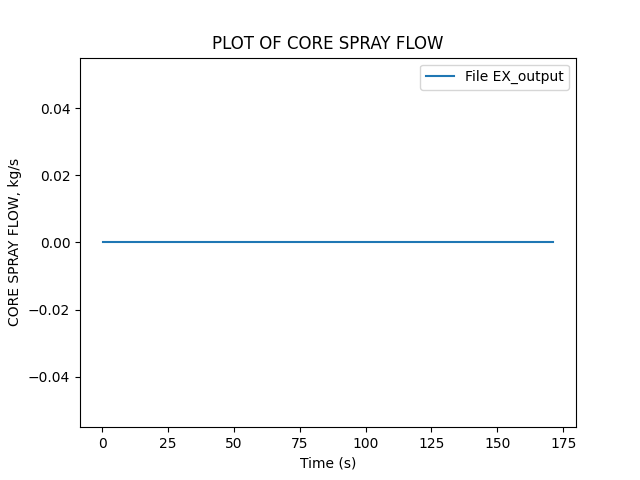 PLOT OF CORE SPRAY FLOW
File EX_output
CORE SPRAY FLOW, kg/s
0.04
0.02
0.00
−0.02
−0.04
0 25 50 75 100 125 150 175
Time (s)